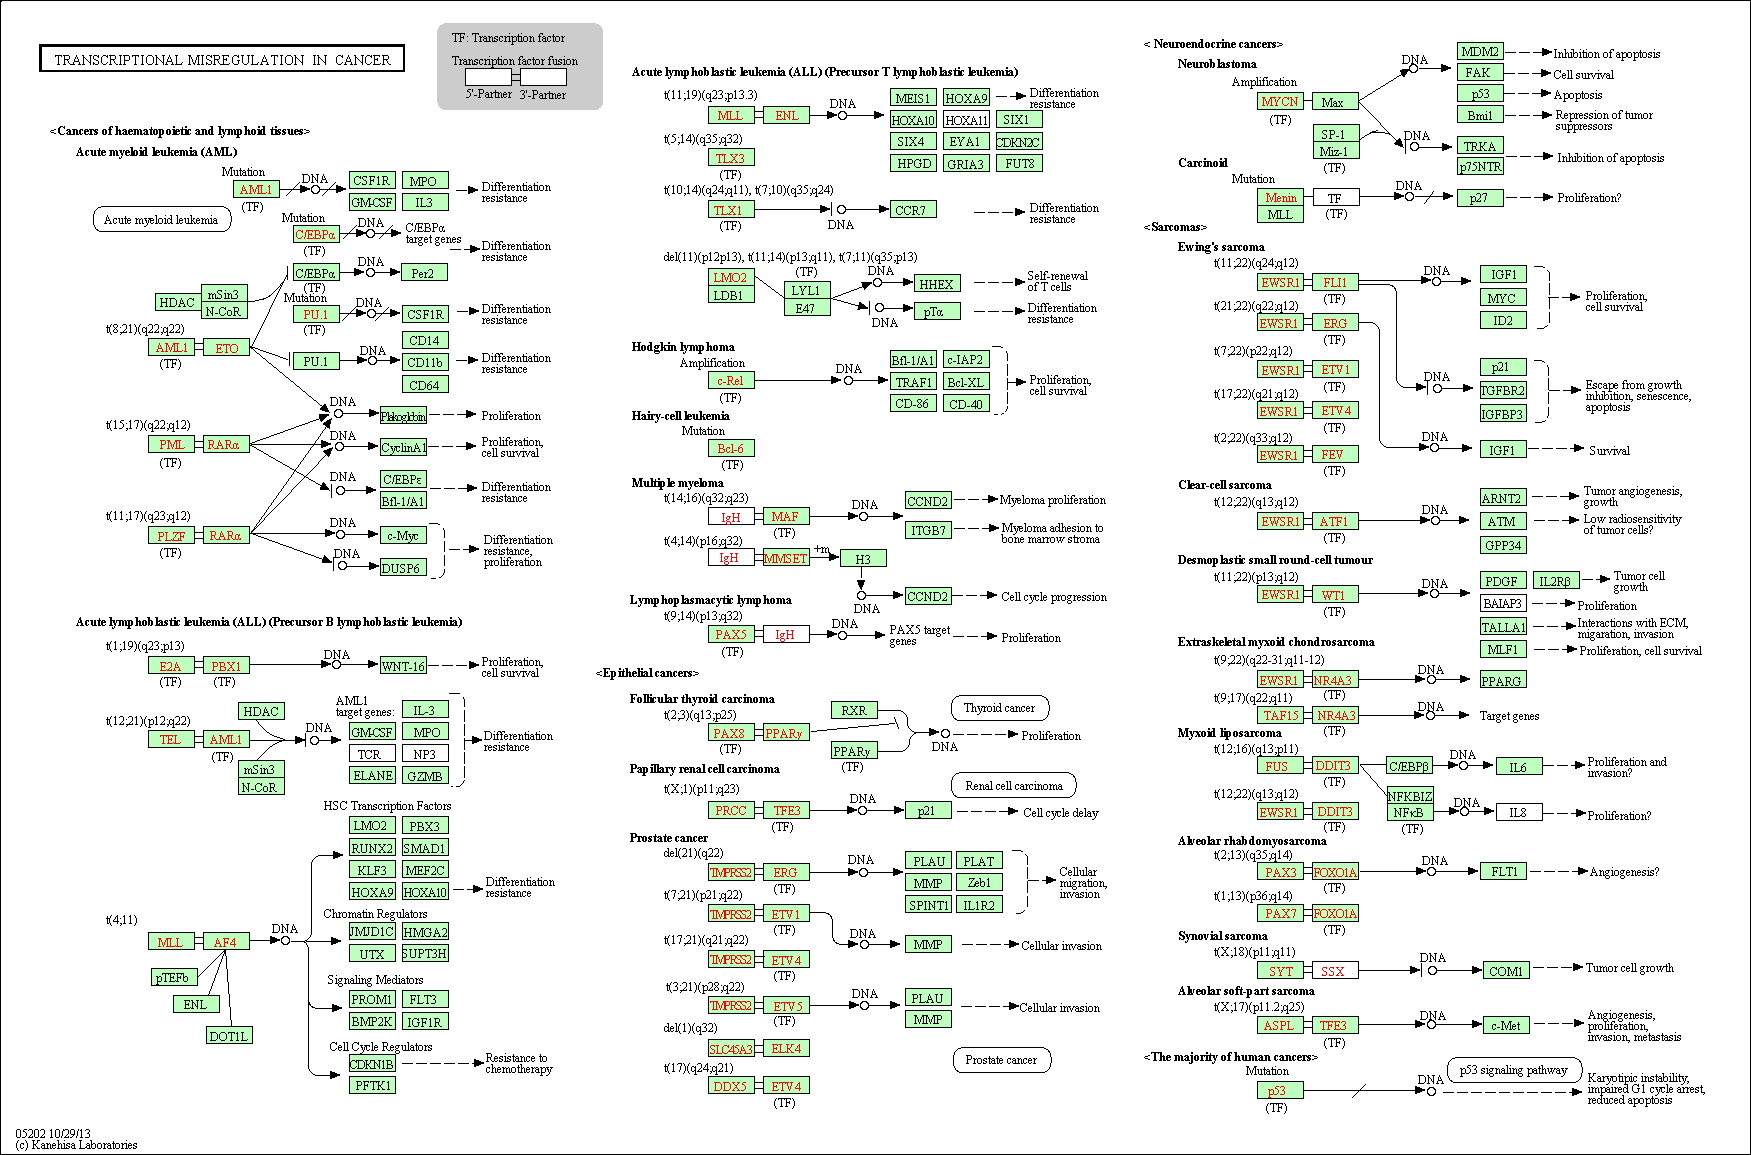 TRANSCRIPTIONAL MISREGULATION IN CANCER
TF: Transcription factor
Transcription factor fusion
5'-Partner 3'-Partner
<Cancers of haematopoietic and lymphoid tissues>
Acute myeloid leukemia (AML)
Mutation
AML1
(TF)
DNA
CSF1R
MPO
GM-CSF
IL3
Differentiation
resistance
Acute myeloid leukemia
Mutation
C/EBPα
(TF)
DNA
C/EBPα
target genes
Differentiation
resistance
HDAC
mSin3
N-CoR
C/EBPα
(TF)
DNA
Per2
Mutation
PU.1
(TF)
DNA
CSF1R
Differentiation
resistance
t(8;21)(q22;q22)
AML1
ETO
(TF)
PU.1
DNA
CD14
CD11b
CD64
Differentiation
resistance
DNA
Plakoglobin
Proliferation
t(15;17)(q22;q12)
PML
RARα
(TF)
DNA
CyclinA1
Proliferation,
cell survival
DNA
C/EBPε
Bfl-1/A1
Differentiation
resistance
t(11;17)(q23;q12)
PLZF
RARα
(TF)
DNA
c-Myc
DNA
DUSP6
Differentiation
resistance,
proliferation
Acute lymphoblastic leukemia (ALL) (Precursor B lymphoblastic leukemia)
t(1;19)(q23;p13)
E2A
PBX1
(TF)
(TF)
DNA
WNT-16
Proliferation,
cell survival
t(12;21)(p12;q22)
TEL
AML1
(TF)
HDAC
mSin3
N-CoR
DNA
AML1
target genes:
IL-3
GM-CSF
MPO
TCR
NP3
ELANE
GZMB
Differentiation
resistance
HSC Transcription Factors
LMO2
PBX3
RUNX2
SMAD1
KLF3
MEF2C
HOXA9
HOXA10
Differentiation
resistance
t(4;11)
MLL
AF4
pTEFb
ENL
DOT1L
DNA
Chromatin Regulators
JMJD1C
HMGA2
UTX
SUPT3H
Signaling Mediators
PROM1
FLT3
BMP2K
IGF1R
Cell Cycle Regulators
CDKN1B
PFTK1
Resistance to
chemotherapy
05202 10/29/13
(c) Kanehisa Laboratories
Acute lymphoblastic leukemia (ALL) (Precursor T lymphoblastic leukemia)
t(11;19)(q23;p13.3)
MLL
ENL
DNA
MEIS1
HOXA9
HOXA10
HOXA11
SIX1
SIX4
EYA1
CDKN2C
HPGD
GRIA3
FUT8
Differentiation
resistance
t(5;14)(q35;q32)
TLX3
(TF)
t(10;14)(q24;q11), t(7;10)(q35;q24)
TLX1
(TF)
DNA
CCR7
Differentiation
resistance
del(11)(p12p13), t(11;14)(p13;q11), t(7;11)(q35;p13)
LMO2
LDB1
(TF)
LYL1
E47
DNA
HHEX
Self-renewal
of T cells
DNA
pTα
Differentiation
resistance
Hodgkin lymphoma
Amplification
c-Rel
(TF)
DNA
Bfl-1/A1
c-IAP2
TRAF1
Bcl-XL
CD-86
CD-40
Proliferation,
cell survival
Hairy-cell leukemia
Mutation
Bcl-6
(TF)
Multiple myeloma
t(14;16)(q32;q23)
IgH
MAF
(TF)
DNA
CCND2
Myeloma proliferation
ITGB7
Myeloma adhesion to
bone marrow stroma
t(4;14)(p16;q32)
IgH
MMSET
+m
H3
DNA
CCND2
Cell cycle progression
Lymphoplasmacytic lymphoma
t(9;14)(p13;q32)
PAX5
IgH
(TF)
DNA
PAX5 target
genes
Proliferation
<Epithelial cancers>
Follicular thyroid carcinoma
t(2;3)(q13;p25)
PAX8
PPARγ
(TF)
(TF)
RXR
PPARγ
(TF)
DNA
Thyroid cancer
Proliferation
Papillary renal cell carcinoma
t(X;1)(p11;q23)
PRCC
TFE3
(TF)
DNA
p21
Renal cell carcinoma
Cell cycle delay
Prostate cancer
del(21)(q22)
TMPRSS2
ERG
(TF)
DNA
PLAU
PLAT
MMP
Zeb1
SPINT1
IL1R2
Cellular
migration,
invasion
t(7;21)(p21;q22)
TMPRSS2
ETV1
(TF)
DNA
MMP
Cellular invasion
t(17;21)(q21;q22)
TMPRSS2
ETV4
(TF)
t(3;21)(p28;q22)
TMPRSS2
ETV5
(TF)
DNA
PLAU
MMP
Cellular invasion
del(1)(q32)
SLC45A3
ELK4
t(17)(q24;q21)
DDX5
ETV4
(TF)
Prostate cancer
<Neuroendocrine cancers>
Neuroblastoma
Amplification
MYCN
(TF)
Max
SP-1
Miz-1
DNA
MDM2
Inhibition of apoptosis
FAK
Cell survival
p53
Apoptosis
Bmi1
Repression of tumor
suppressors
DNA
TRKA
p75NTR
Inhibition of apoptosis
Carcinoid
Mutation
Menin
MLL
TF
(TF)
DNA
p27
Proliferation?
<Sarcomas>
Ewing's sarcoma
t(11;22)(q24;q12)
EWSR1
FLI1
(TF)
DNA
IGF1
MYC
ID2
Proliferation,
cell survival
t(21;22)(q22;q12)
EWSR1
ERG
(TF)
t(7;22)(p22;q12)
EWSR1
ETV1
(TF)
DNA
p21
TGFBR2
IGFBP3
Escape from growth
inhibition, senescence,
apoptosis
t(17;22)(q21;q12)
EWSR1
ETV4
(TF)
t(2;22)(q33;q12)
EWSR1
FEV
(TF)
DNA
IGF1
Survival
Clear-cell sarcoma
t(12;22)(q13;q12)
EWSR1
ATF1
(TF)
DNA
ARNT2
Tumor angiogenesis,
growth
ATM
Low radiosensitivity
of tumor cells?
GPP34
Desmoplastic small round-cell tumour
t(11;22)(p13;q12)
EWSR1
WT1
(TF)
DNA
PDGF
IL2Rβ
Tumor cell
growth
BAIAP3
Proliferation
TALLA1
Interactions with ECM,
migaration, invasion
MLF1
Proliferation, cell survival
Extraskeletal myxoid chondrosarcoma
t(9;22)(q22-31;q11-12)
EWSR1
NR4A3
(TF)
DNA
PPARG
t(9;17)(q22;q11)
TAF15
NR4A3
(TF)
DNA
Target genes
Myxoid liposarcoma
t(12;16)(q13;p11)
FUS
DDIT3
(TF)
C/EBPβ
DNA
IL6
Proliferation and
invasion?
t(12;22)(q13;q12)
EWSR1
DDIT3
(TF)
NFKBIZ
NFκB
(TF)
DNA
IL8
Proliferation?
Alveolar rhabdomyosarcoma
t(2;13)(q35;q14)
PAX3
FOXO1A
(TF)
DNA
FLT1
Angiogenesis?
t(1;13)(p36;q14)
PAX7
FOXO1A
(TF)
Synovial sarcoma
t(X;18)(p11;q11)
SYT
SSX
(TF)
DNA
COM1
Tumor cell growth
Alveolar soft-part sarcoma
t(X;17)(p11.2;q25)
ASPL
TFE3
(TF)
DNA
c-Met
Angiogenesis,
proliferation,
invasion, metastasis
<The majority of human cancers>
Mutation
p53
(TF)
DNA
p53 signaling pathway
Karyotipic instability,
impaired G1 cycle arrest,
reduced apoptosis